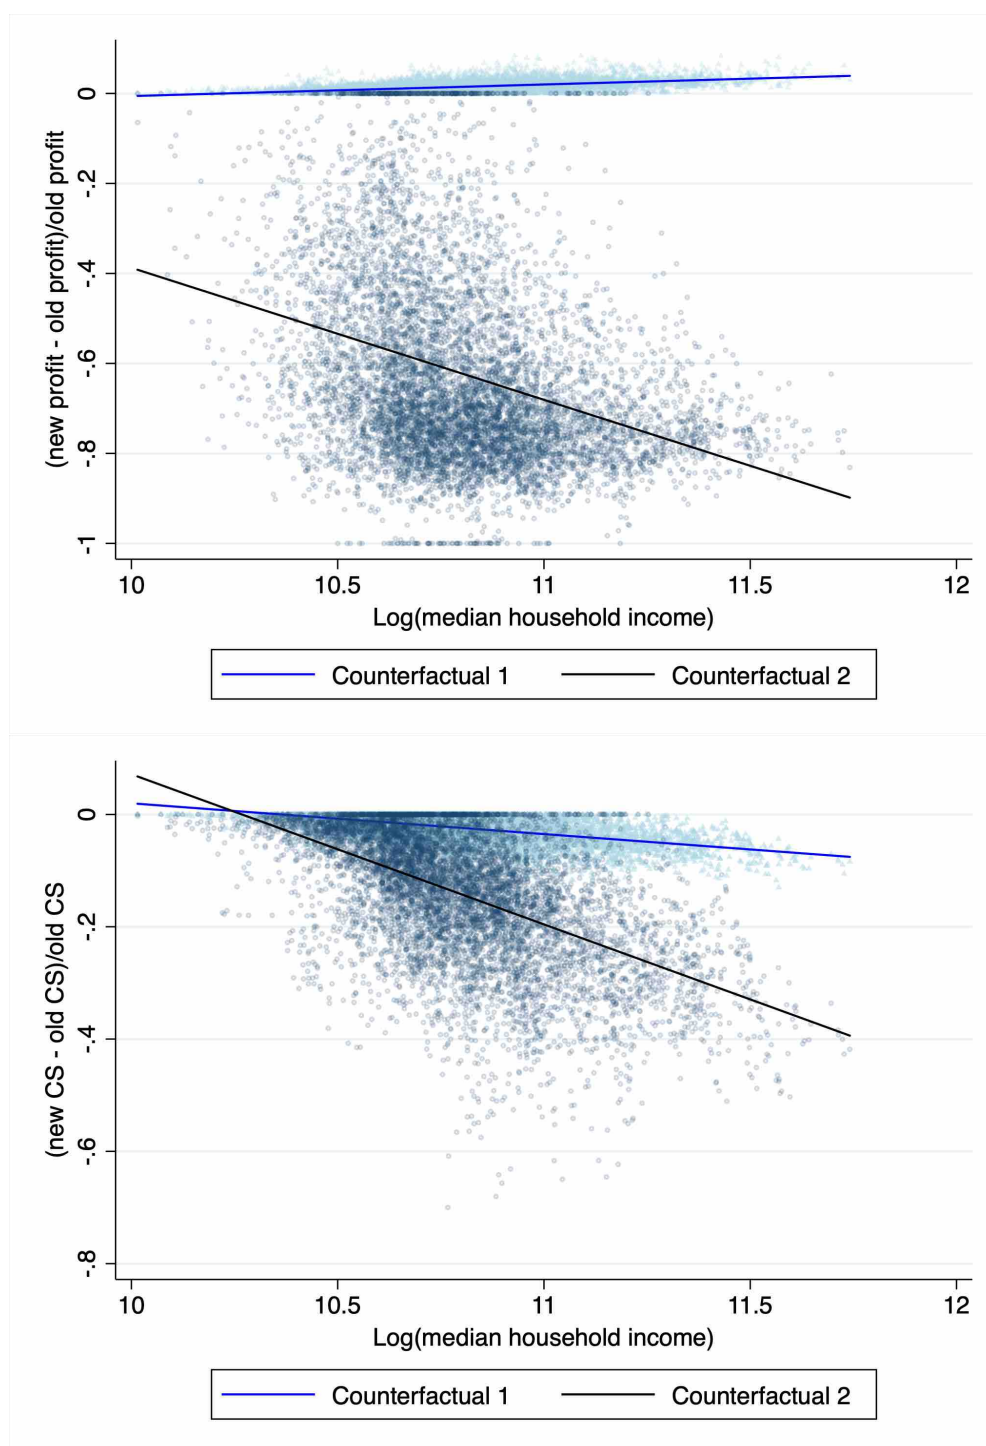 (new profit - old profit)/old profit
0
-.2
-.4
-.6
-.8
-1
10 10.5 11 11.5 12
Log(median household income)
Counterfactual 1 Counterfactual 2
(new CS - old CS)/old CS
0
-.2
-.4
-.6
-.8
10 10.5 11 11.5 12
Log(median household income)
Counterfactual 1 Counterfactual 2